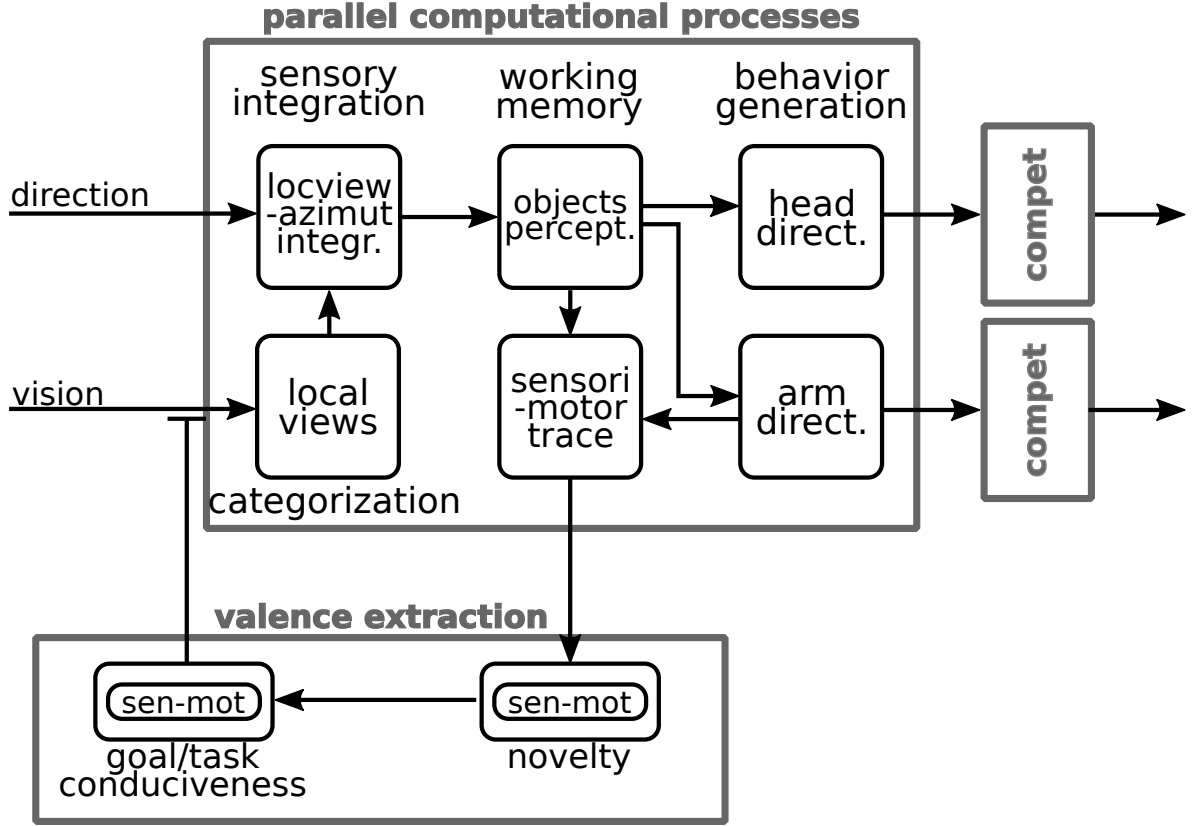 parallel computational processes
sensory
integration
working
memory
behavior
generation
direction
locview
-azimut
integr.
objects
percept.
head
direct.
compet
vision
local
views
sensori
-motor
trace
arm
direct.
compet
categorization
valence extraction
sen-mot
goal/task
conduciveness
sen-mot
novelty